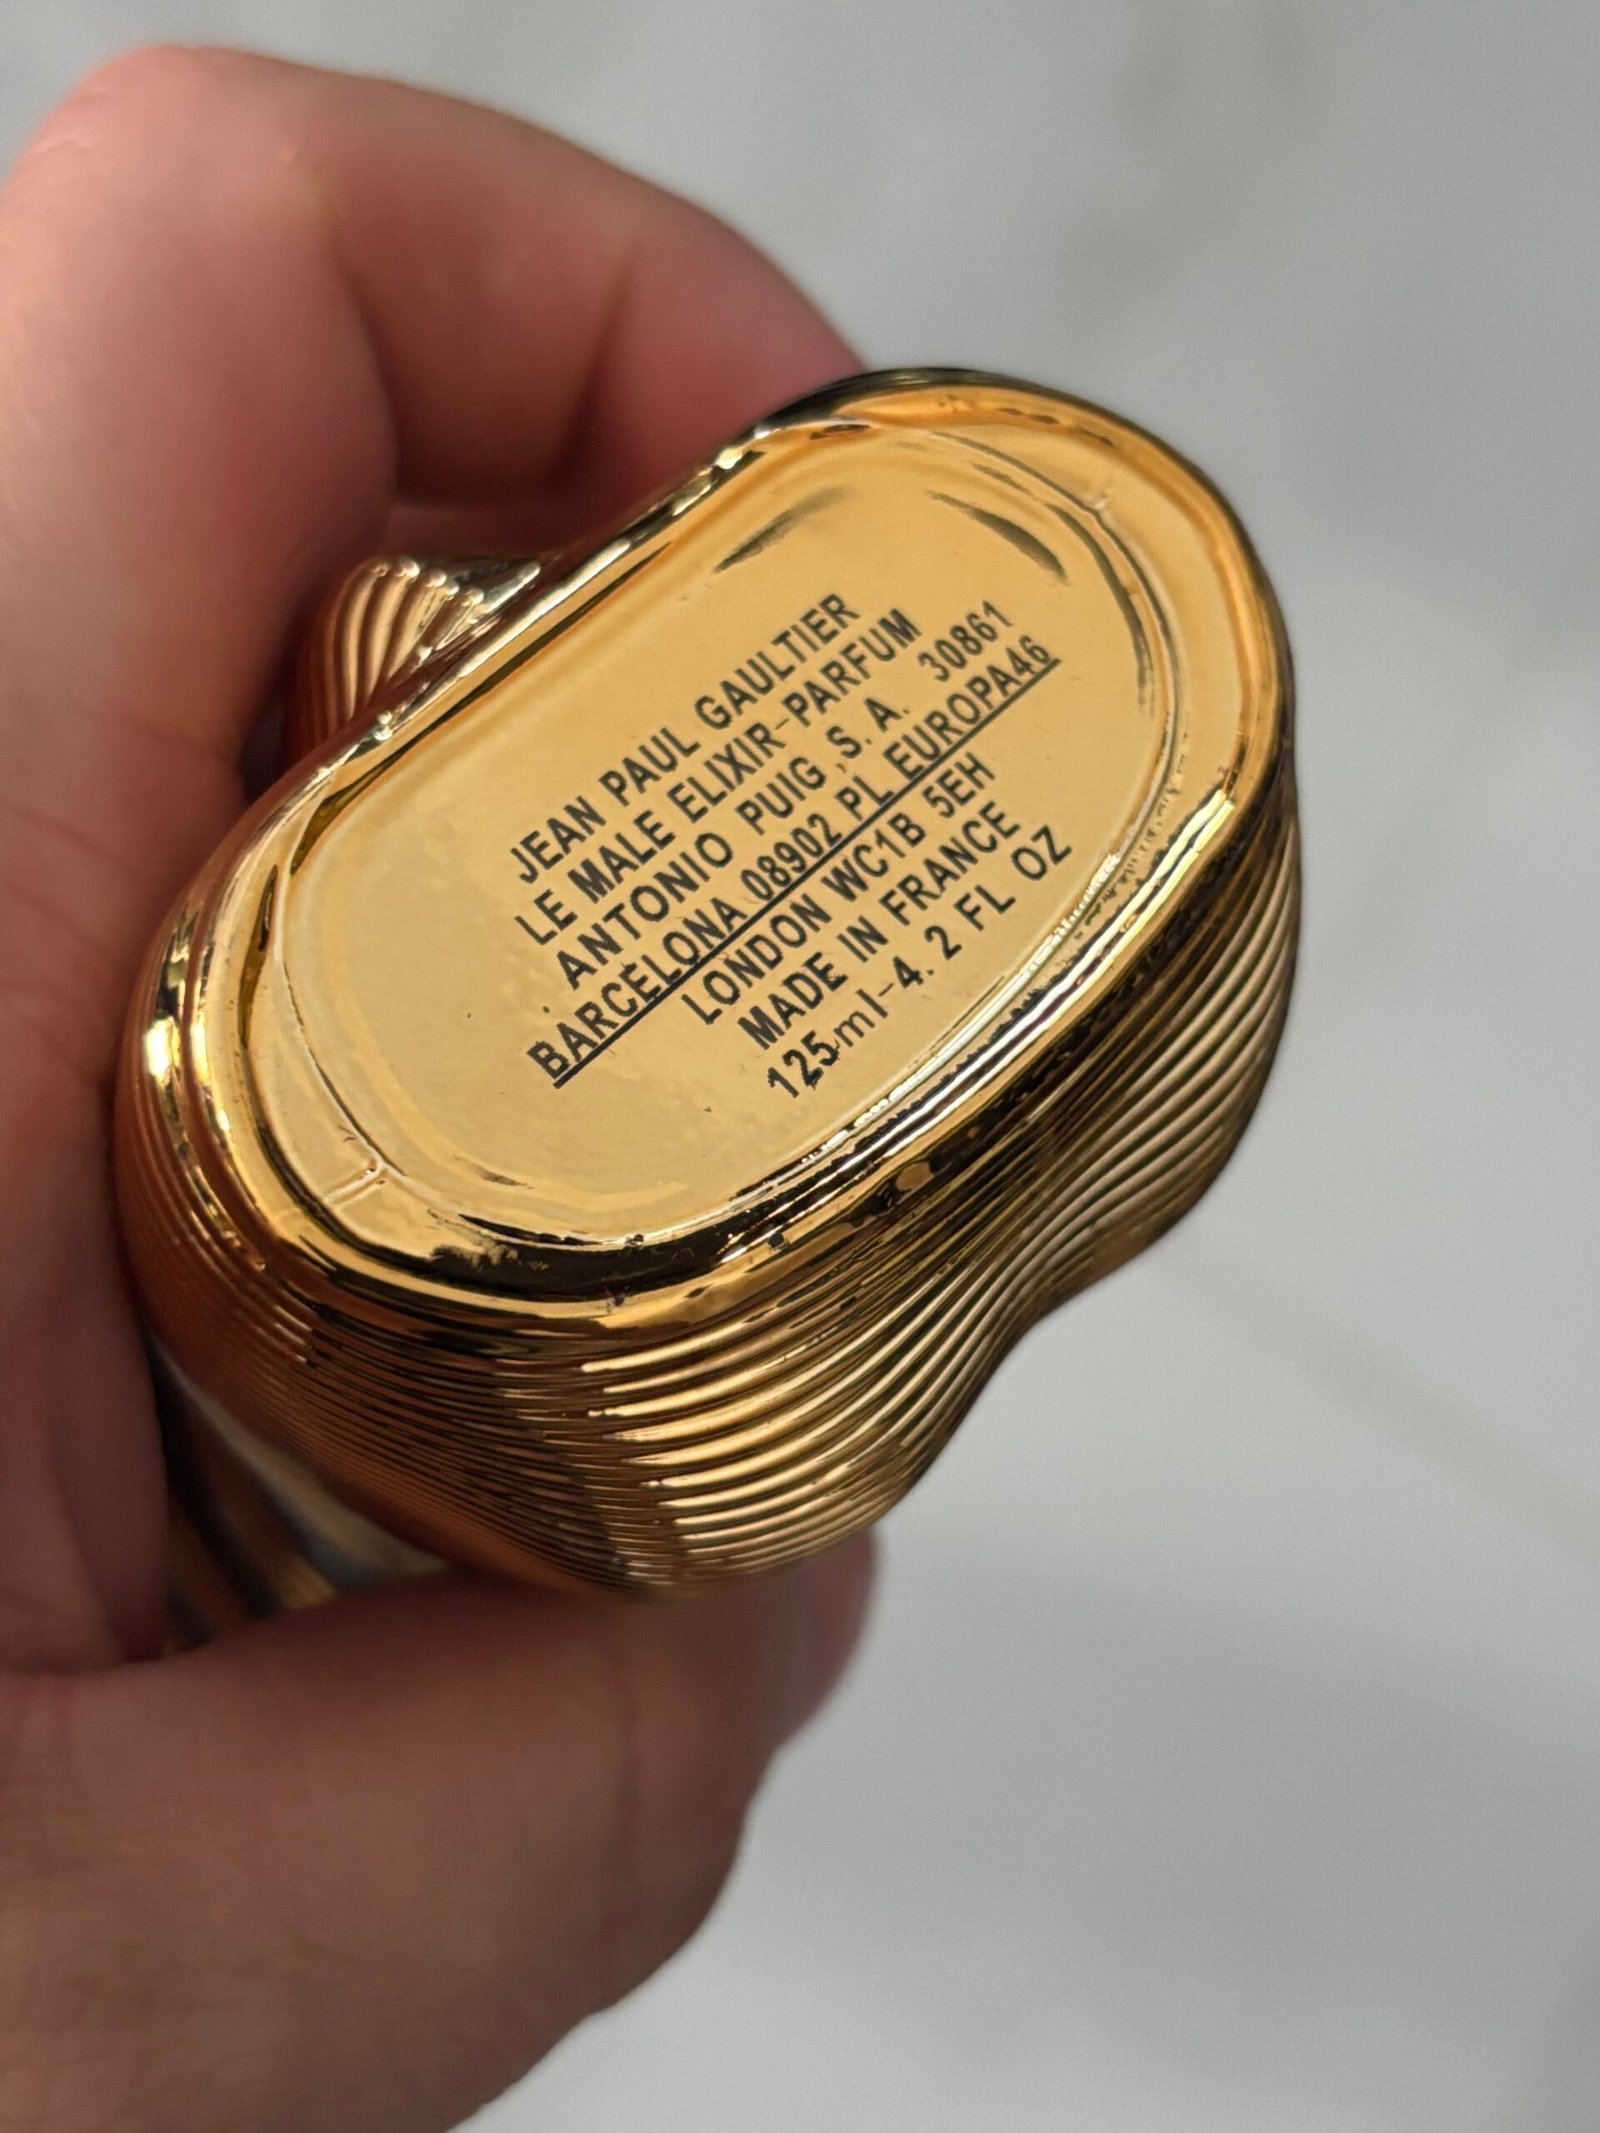 JEAN PAUL GAULTIER
LE MALE ELIXIR-PARFUM
ANTONIO PUIG ,S. A. 30861
BARCELONA 08902 PL EUROPA46
LONDON WC1B 5EH
MADE IN FRANCE
125ml-4. 2 FL OZ